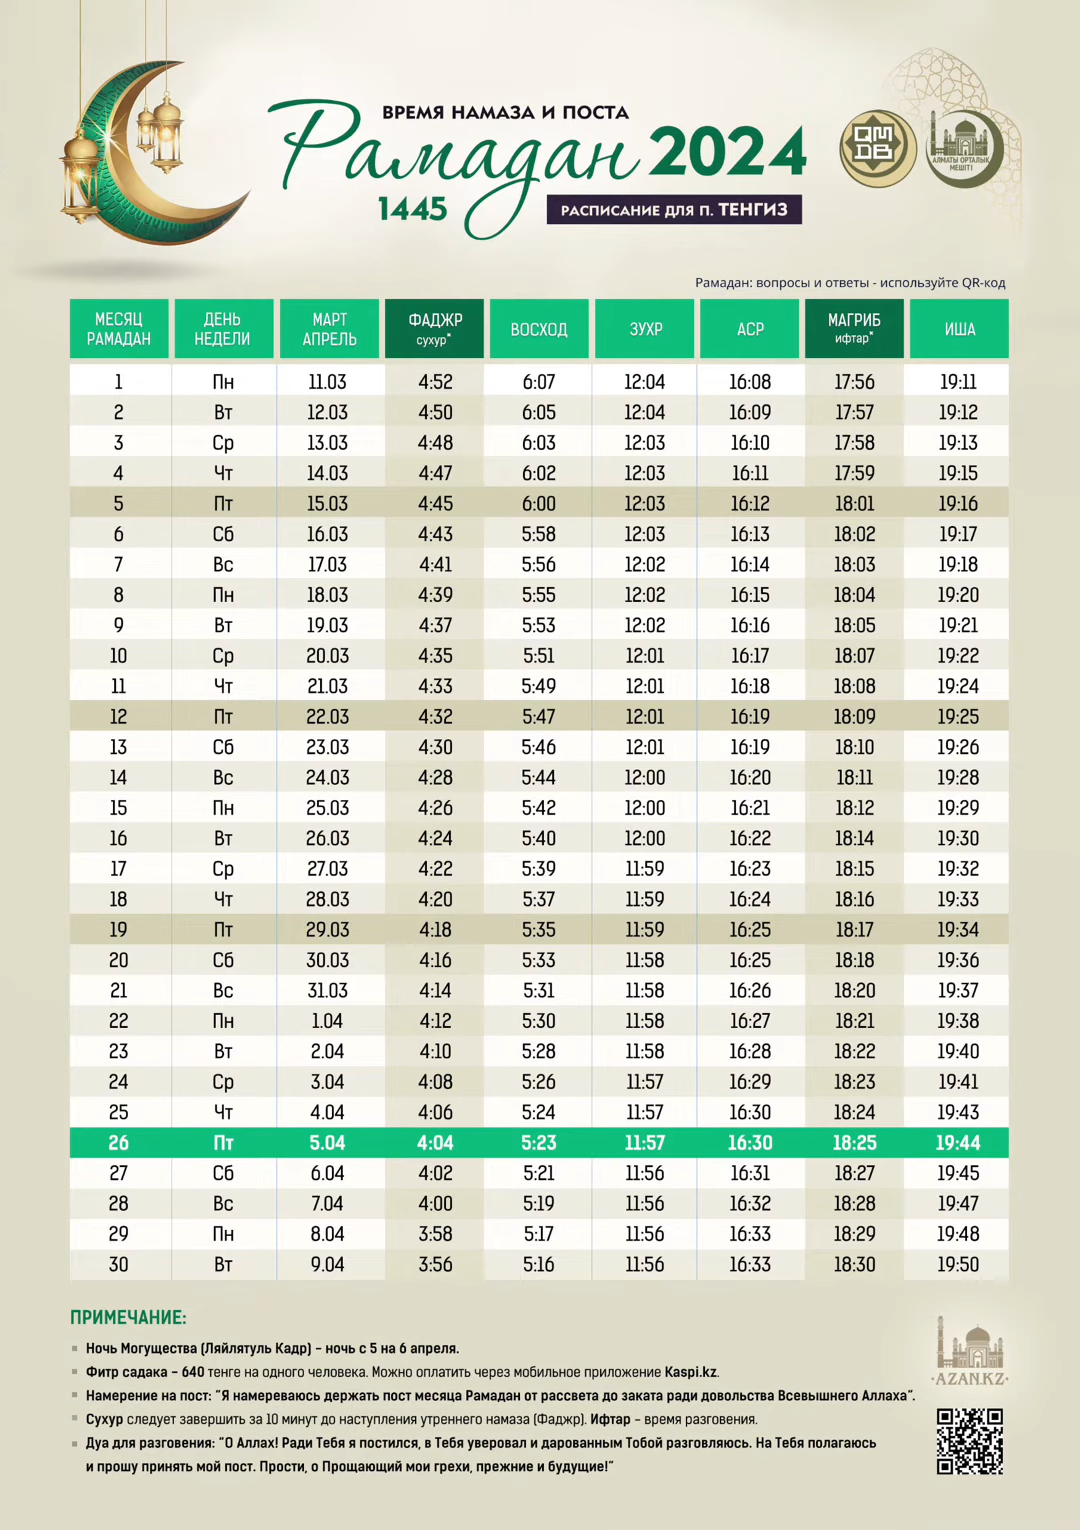 ВРЕМЯ НАМАЗА И ПОСТА
Рамадан 2024
1445
РАСПИСАНИЕ ДЛЯ П. ТЕНГИЗ
QMDB
АЛМАТЫ ОРТАЛЫҚ
МЕШІТІ
Рамадан: вопросы и ответы - используйте QR-код
МЕСЯЦ РАМАДАН ДЕНЬ НЕДЕЛИ МАРТ АПРЕЛЬ ФАДЖР сухур* ВОСХОД ЗУХР АСР МАГРИБ ифтар* ИША
1 Пн 11.03 4:52 6:07 12:04 16:08 17:56 19:11
2 Вт 12.03 4:50 6:05 12:04 16:09 17:57 19:12
3 Ср 13.03 4:48 6:03 12:03 16:10 17:58 19:13
4 Чт 14.03 4:47 6:02 12:03 16:11 17:59 19:15
5 Пт 15.03 4:45 6:00 12:03 16:12 18:01 19:16
6 Сб 16.03 4:43 5:58 12:03 16:13 18:02 19:17
7 Вс 17.03 4:41 5:56 12:02 16:14 18:03 19:18
8 Пн 18.03 4:39 5:55 12:02 16:15 18:04 19:20
9 Вт 19.03 4:37 5:53 12:02 16:16 18:05 19:21
10 Ср 20.03 4:35 5:51 12:01 16:17 18:07 19:22
11 Чт 21.03 4:33 5:49 12:01 16:18 18:08 19:24
12 Пт 22.03 4:32 5:47 12:01 16:19 18:09 19:25
13 Сб 23.03 4:30 5:46 12:01 16:19 18:10 19:26
14 Вс 24.03 4:28 5:44 12:00 16:20 18:11 19:28
15 Пн 25.03 4:26 5:42 12:00 16:21 18:12 19:29
16 Вт 26.03 4:24 5:40 12:00 16:22 18:14 19:30
17 Ср 27.03 4:22 5:39 11:59 16:23 18:15 19:32
18 Чт 28.03 4:20 5:37 11:59 16:24 18:16 19:33
19 Пт 29.03 4:18 5:35 11:59 16:25 18:17 19:34
20 Сб 30.03 4:16 5:33 11:58 16:25 18:18 19:36
21 Вс 31.03 4:14 5:31 11:58 16:26 18:20 19:37
22 Пн 1.04 4:12 5:30 11:58 16:27 18:21 19:38
23 Вт 2.04 4:10 5:28 11:58 16:28 18:22 19:40
24 Ср 3.04 4:08 5:26 11:57 16:29 18:23 19:41
25 Чт 4.04 4:06 5:24 11:57 16:30 18:24 19:43
26 Пт 5.04 4:04 5:23 11:57 16:30 18:25 19:44
27 Сб 6.04 4:02 5:21 11:56 16:31 18:27 19:45
28 Вс 7.04 4:00 5:19 11:56 16:32 18:28 19:47
29 Пн 8.04 3:58 5:17 11:56 16:33 18:29 19:48
30 Вт 9.04 3:56 5:16 11:56 16:33 18:30 19:50
ПРИМЕЧАНИЕ:
Ночь Могущества (Ляйлятуль Кадр) – ночь с 5 на 6 апреля.
Фитр садака – 640 тенге на одного человека. Можно оплатить через мобильное приложение Kaspi.kz.
Намерение на пост: “Я намереваюсь держать пост месяца Рамадан от рассвета до заката ради довольства Всевышнего Аллаха”.
Сухур следует завершить за 10 минут до наступления утреннего намаза (Фаджр). Ифтар – время разговения.
Дуа для разговения: “О Аллах! Ради Тебя я постился, в Тебя уверовал и дарованным Тобой разговляюсь. На Тебя полагаюсь
и прошу принять мой пост. Прости, о Прощающий мои грехи, прежние и будущие!”
·AZAN.KZ·